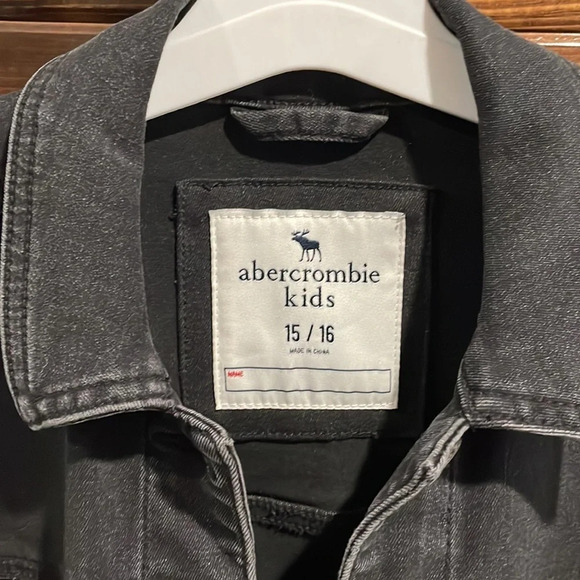 abercrombie
kids
15 / 16
MADE IN CHINA
NAME